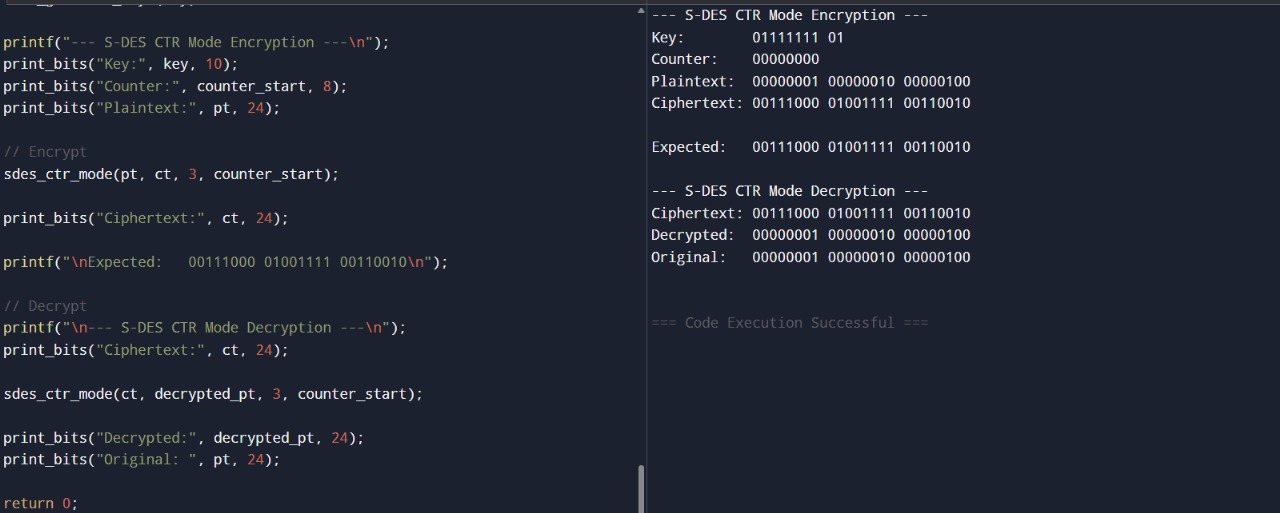 printf("--- S-DES CTR Mode Encryption ---\n");
print_bits("Key:", key, 10);
print_bits("Counter:", counter_start, 8);
print_bits("Plaintext:", pt, 24);
// Encrypt
sdes_ctr_mode(pt, ct, 3, counter_start);
print_bits("Ciphertext:", ct, 24);
printf("\nExpected:   00111000 01001111 00110010\n");
// Decrypt
printf("\n--- S-DES CTR Mode Decryption ---\n");
print_bits("Ciphertext:", ct, 24);
sdes_ctr_mode(ct, decrypted_pt, 3, counter_start);
print_bits("Decrypted:", decrypted_pt, 24);
print_bits("Original: ", pt, 24);
return 0;
--- S-DES CTR Mode Encryption ---
Key:        01111111 01
Counter:    00000000
Plaintext:  00000001 00000010 00000100
Ciphertext: 00111000 01001111 00110010
Expected:   00111000 01001111 00110010
--- S-DES CTR Mode Decryption ---
Ciphertext: 00111000 01001111 00110010
Decrypted:  00000001 00000010 00000100
Original:   00000001 00000010 00000100
=== Code Execution Successful ===